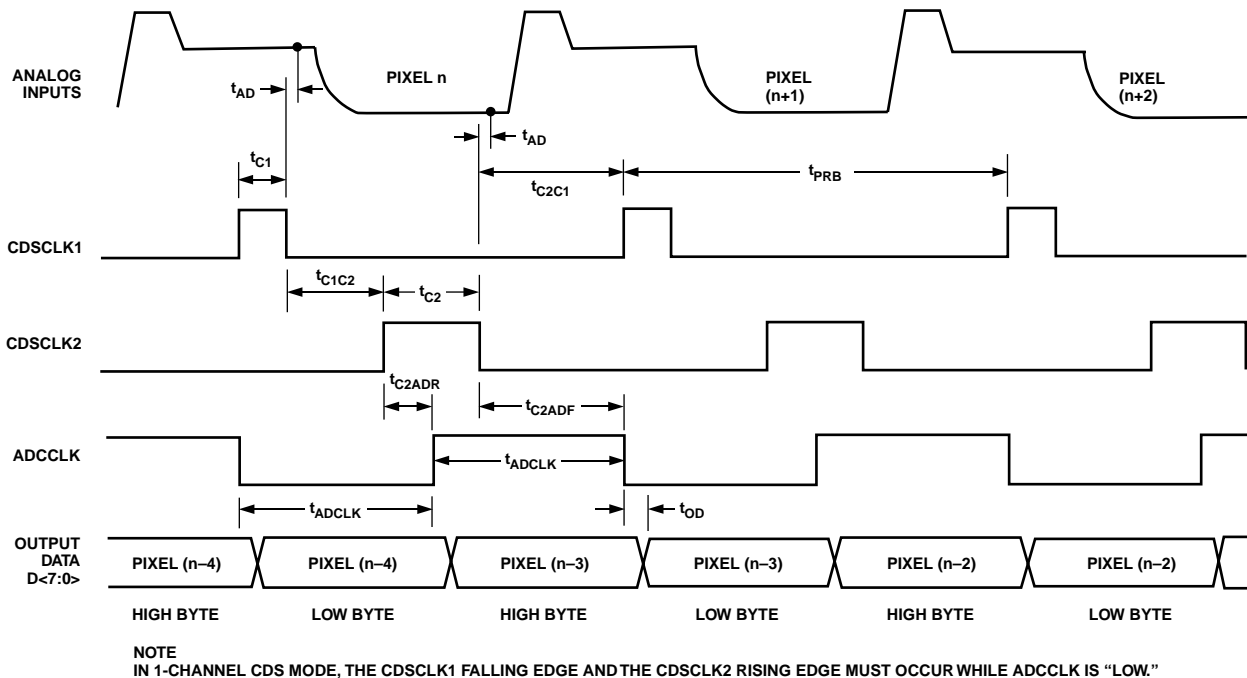 ANALOG
INPUTS
PIXEL n
PIXEL
(n+1)
PIXEL
(n+2)
tAD
tAD
tC1
tC2C1
tPRB
CDSCLK1
tC1C2
tC2
CDSCLK2
tC2ADR
tC2ADF
ADCCLK
tADCLK
tADCLK
tOD
OUTPUT
DATA
D<7:0>
PIXEL (n–4)
PIXEL (n–4)
PIXEL (n–3)
PIXEL (n–3)
PIXEL (n–2)
PIXEL (n–2)
HIGH BYTE
LOW BYTE
HIGH BYTE
LOW BYTE
HIGH BYTE
LOW BYTE
NOTE
IN 1-CHANNEL CDS MODE, THE CDSCLK1 FALLING EDGE AND THE CDSCLK2 RISING EDGE MUST OCCUR WHILE ADCCLK IS “LOW.”